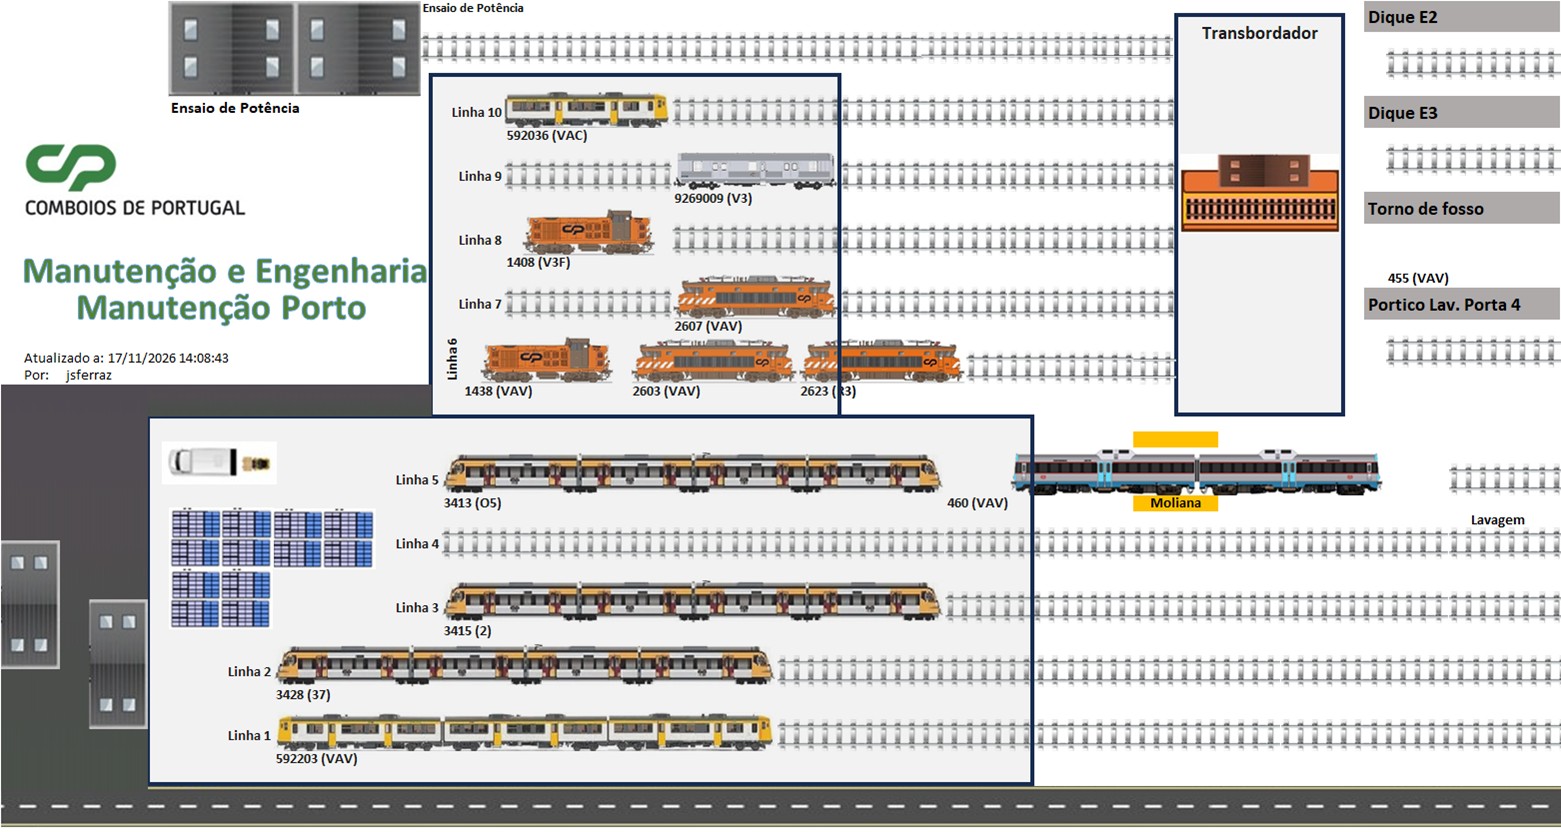 Ensaio de Potência
Ensaio de Potência
Transbordador
Dique E2
Dique E3
Torno de fosso
455 (VAV)
Portico Lav. Porta 4
COMBOIOS DE PORTUGAL
Manutenção e Engenharia
Manutenção Porto
Atualizado a: 17/11/2026 14:08:43
Por: jsferraz
Linha 10
592036 (VAC)
Linha 9
9269009 (V3)
Linha 8
1408 (V3F)
Linha 7
2607 (VAV)
Linha 6
1438 (VAV)
2603 (VAV)
2623 (R3)
Linha 5
3413 (O5)
460 (VAV)
Moliana
Lavagem
Linha 4
Linha 3
3415 (2)
Linha 2
3428 (37)
Linha 1
592203 (VAV)